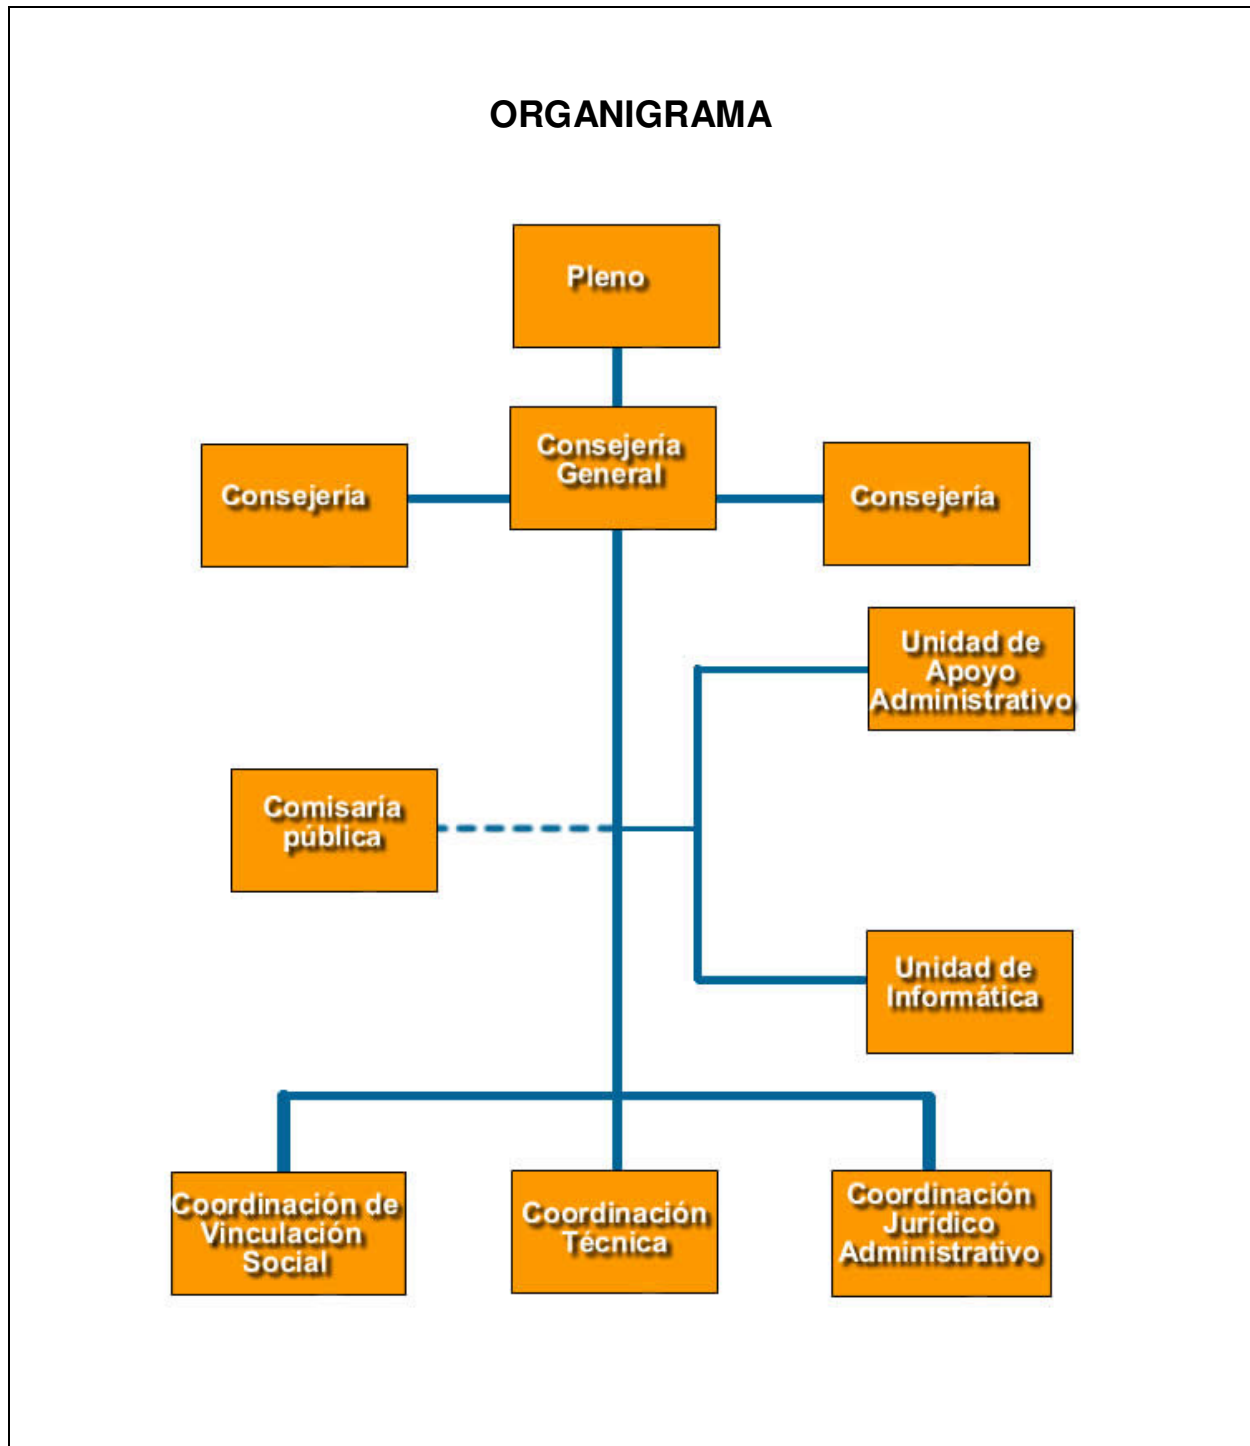 ORGANIGRAMA
Pleno
Consejería
General
Consejería
Consejería
Unidad de
Apoyo
Administrativo
Comisaría
pública
Unidad de
Informática
Coordinación de
Vinculación
Social
Coordinación
Técnica
Coordinación
Jurídico
Administrativo